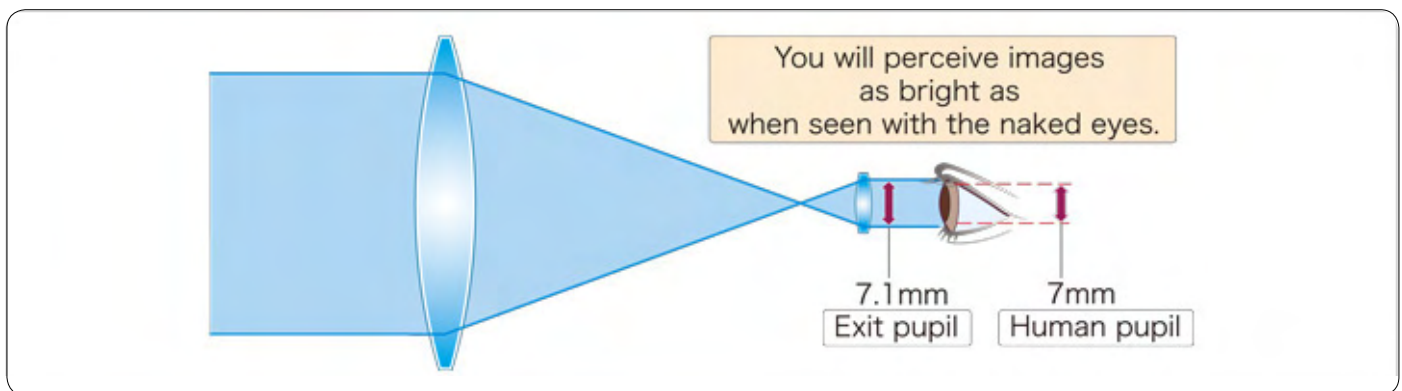 You will perceive images
as bright as
when seen with the naked eyes.
7.1mm
7mm
Exit pupil
Human pupil